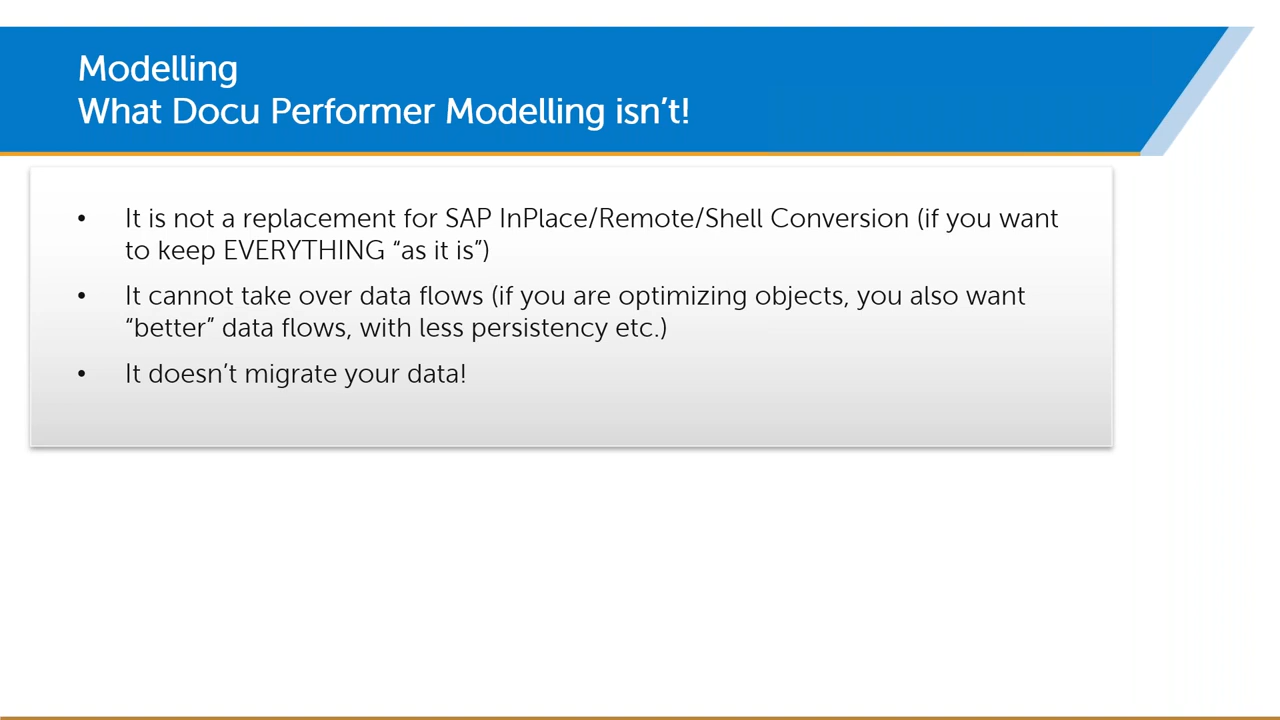 Modelling
What Docu Performer Modelling isn’t!
• It is not a replacement for SAP InPlace/Remote/Shell Conversion (if you want
to keep EVERYTHING “as it is”)
• It cannot take over data flows (if you are optimizing objects, you also want
“better” data flows, with less persistency etc.)
• It doesn’t migrate your data!